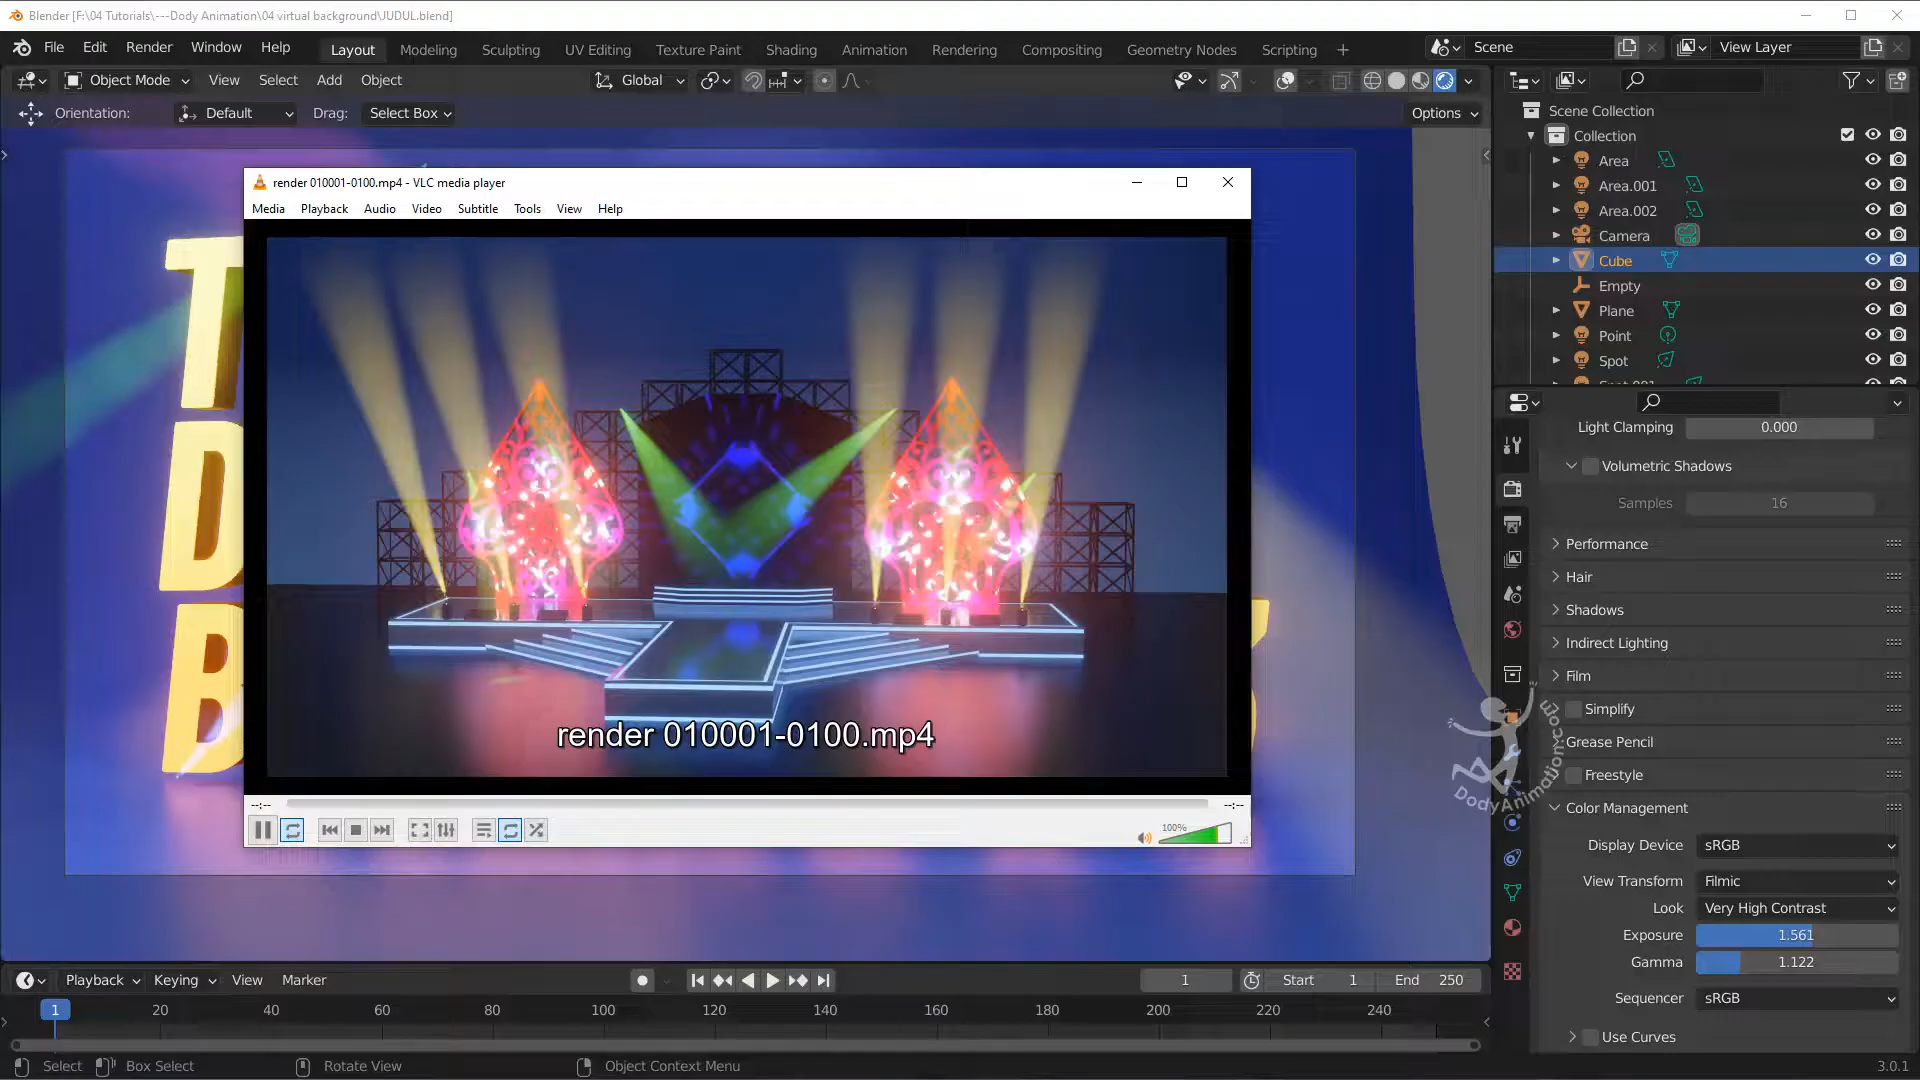 Blender [F:\04 Tutorials\---Dody Animation\04 virtual background\JUDUL.blend]
File Edit Render Window Help
Layout Modeling Sculpting UV Editing Texture Paint Shading Animation Rendering Compositing Geometry Nodes Scripting +
Scene
View Layer
Object Mode View Select Add Object
Global
Orientation: Default Drag: Select Box
Options
Scene Collection
Collection
Area
Area.001
Area.002
Camera
Cube
Empty
Plane
Point
Spot
Spot.001
T
D
B
render 010001-0100.mp4 - VLC media player
Media Playback Audio Video Subtitle Tools View Help
render 010001-0100.mp4
--:-- --:--
100%
Light Clamping 0.000
Volumetric Shadows
Samples 16
Performance
Hair
Shadows
Indirect Lighting
Film
Simplify
Grease Pencil
Freestyle
Color Management
Display Device sRGB
View Transform Filmic
Look Very High Contrast
Exposure 1.561
Gamma 1.122
Sequencer sRGB
Use Curves
DodyAnimation.com
Playback Keying View Marker
1 Start 1 End 250
1 20 40 60 80 100 120 140 160 180 200 220 240
Select Box Select Rotate View Object Context Menu
3.0.1